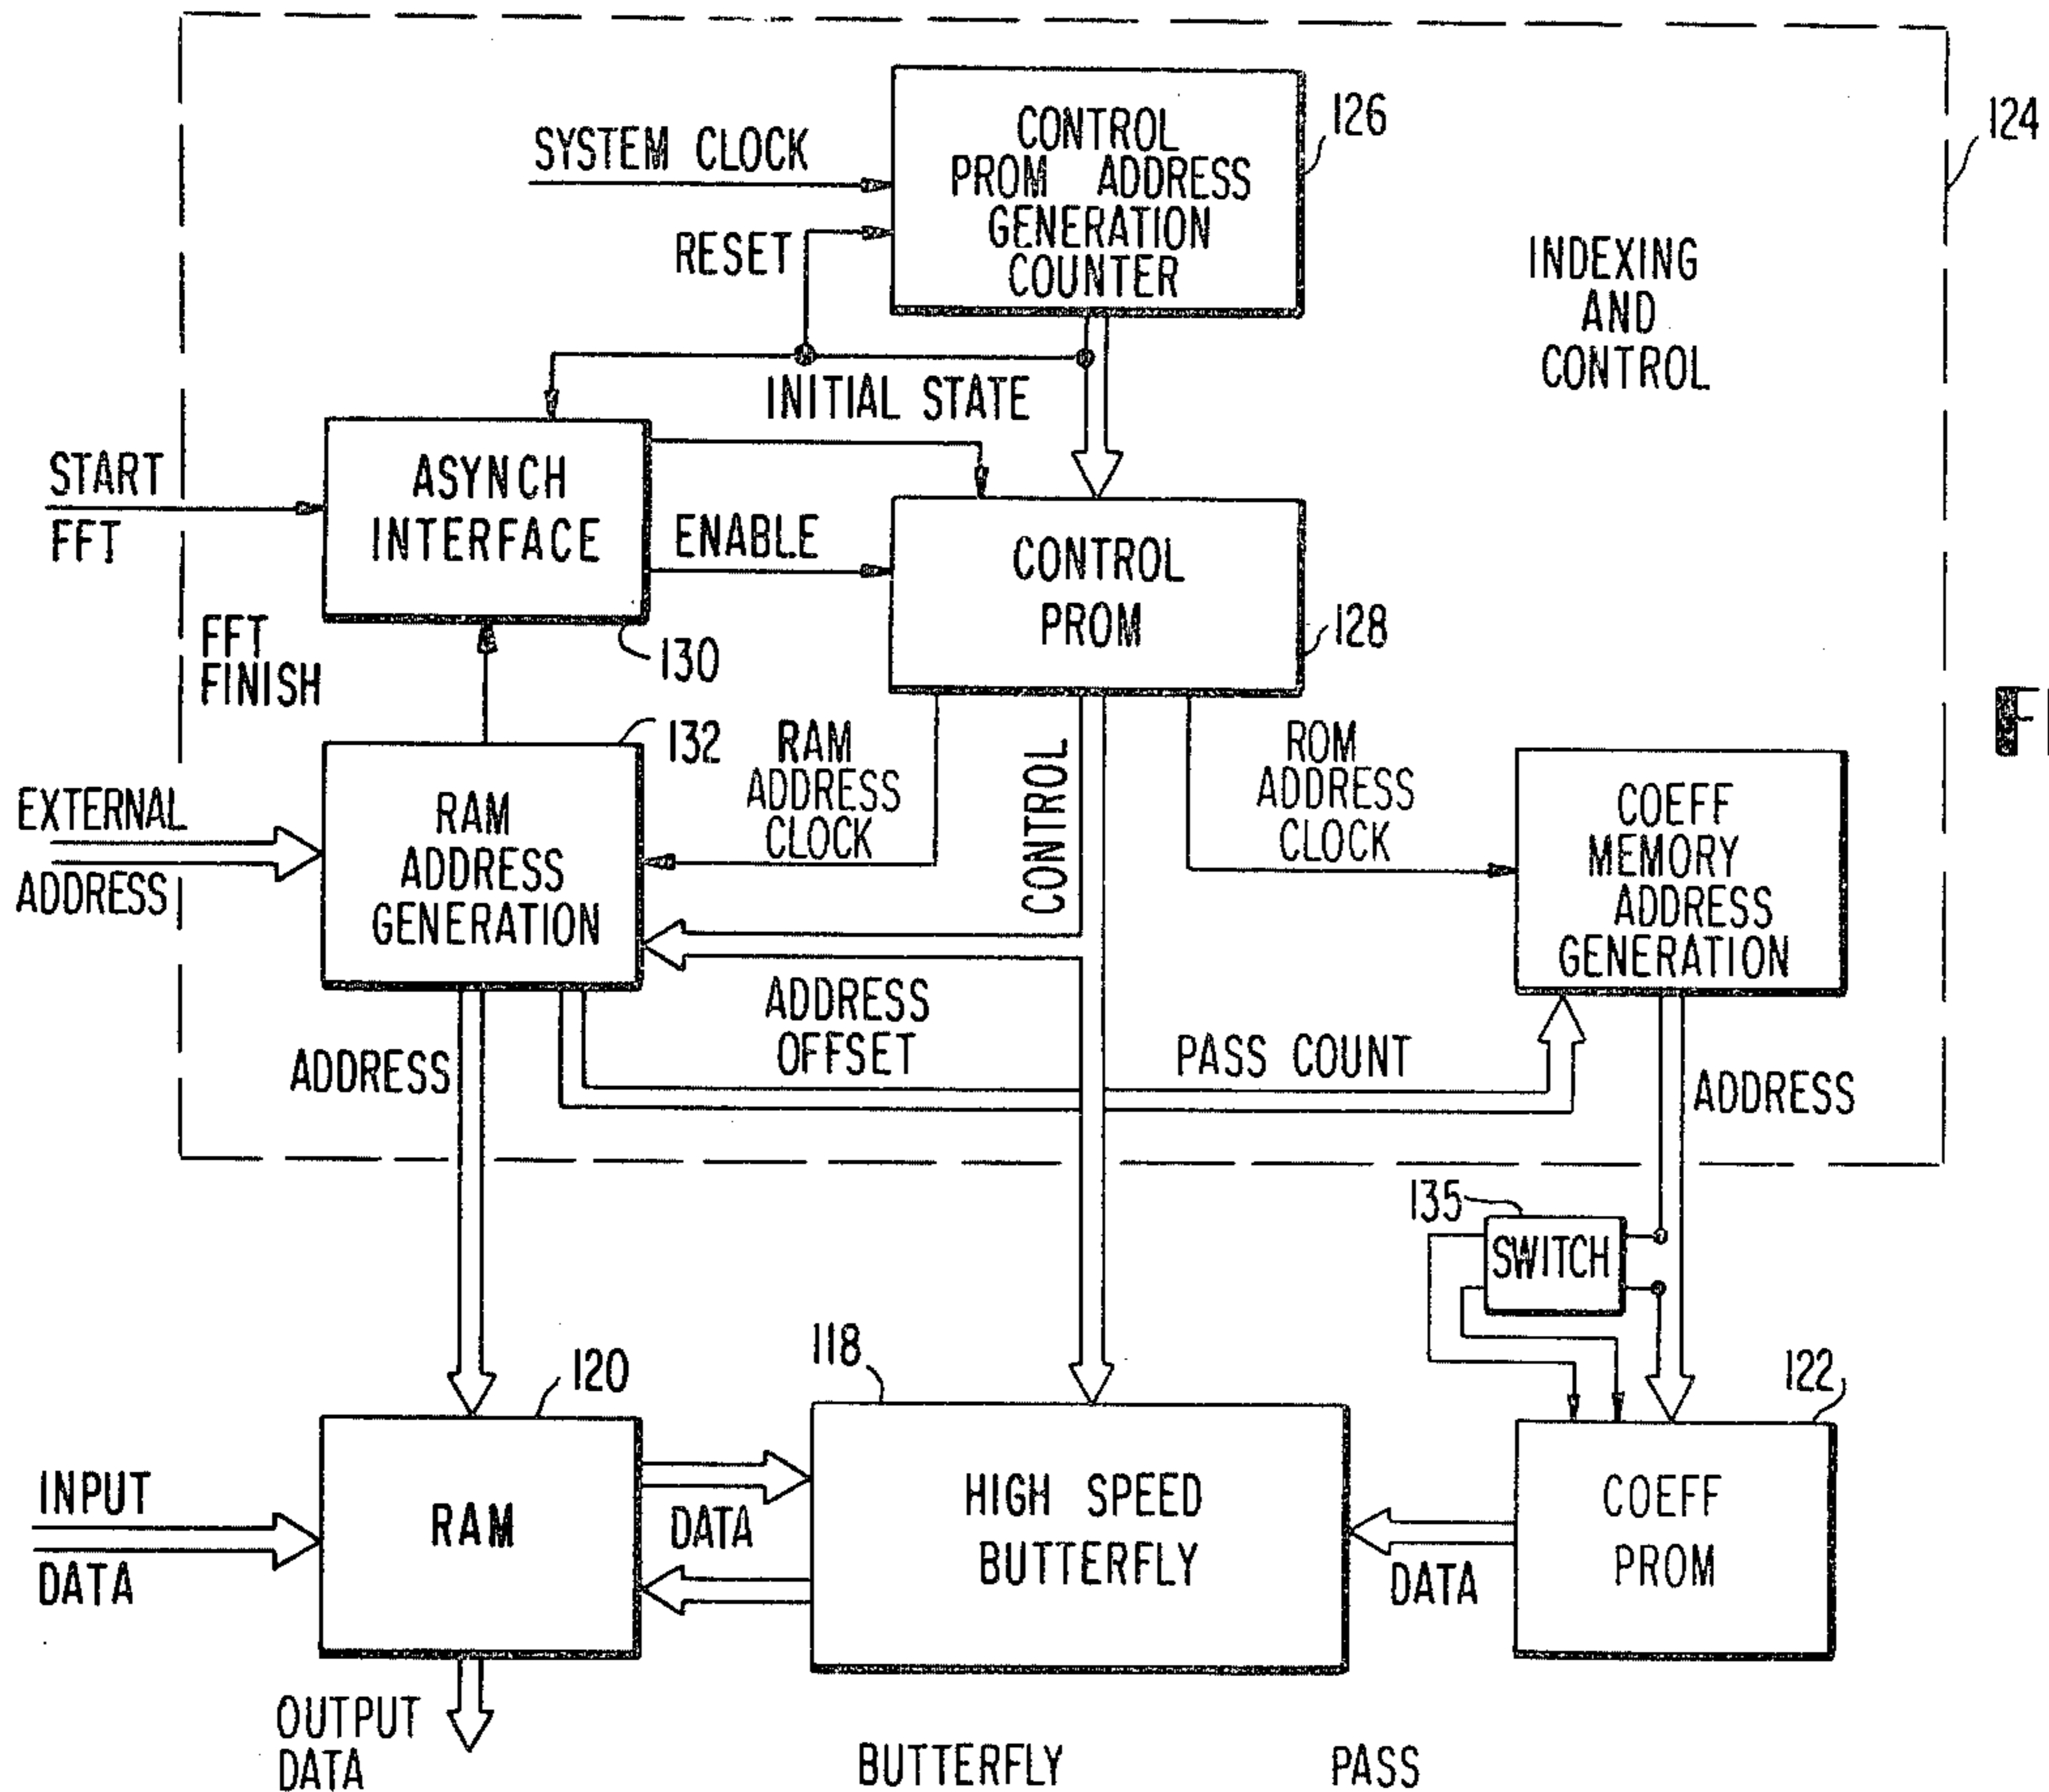 CONTROL
PROM ADDRESS
GENERATION
COUNTER
126
124
SYSTEM CLOCK
RESET
INDEXING
AND
CONTROL
INITIAL STATE
START
FFT
ASYNCH
INTERFACE
ENABLE
CONTROL
PROM
128
130
FFT
FINISH
132
RAM
ADDRESS
CLOCK
CONTROL
ROM
ADDRESS
CLOCK
EXTERNAL
ADDRESS
RAM
ADDRESS
GENERATION
COEFF
MEMORY
ADDRESS
GENERATION
ADDRESS
OFFSET
PASS COUNT
ADDRESS
ADDRESS
135
SWITCH
120
118
122
INPUT
DATA
RAM
DATA
HIGH SPEED
BUTTERFLY
DATA
COEFF
PROM
OUTPUT
DATA
BUTTERFLY PASS